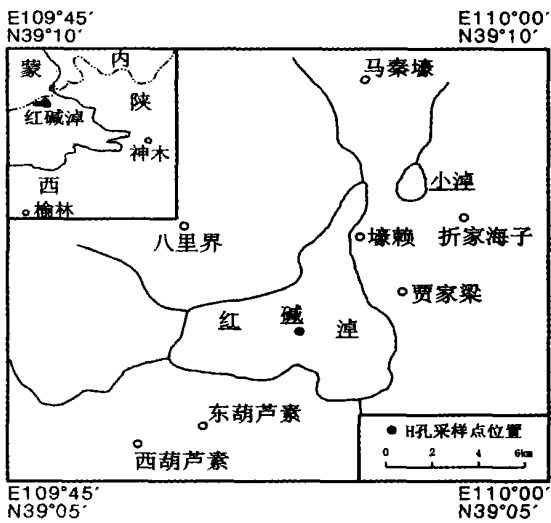 E109°45′
N39°10′
E110°00′
N39°10′
蒙
内
陕
红碱淖
神木
西
榆林
马秦壕
小淖
八里界
壕赖
折家海子
贾家梁
红 碱 淖
东葫芦素
西葫芦素
H孔采样点位置
0 2 4 6km
E109°45′
N39°05′
E110°00′
N39°05′